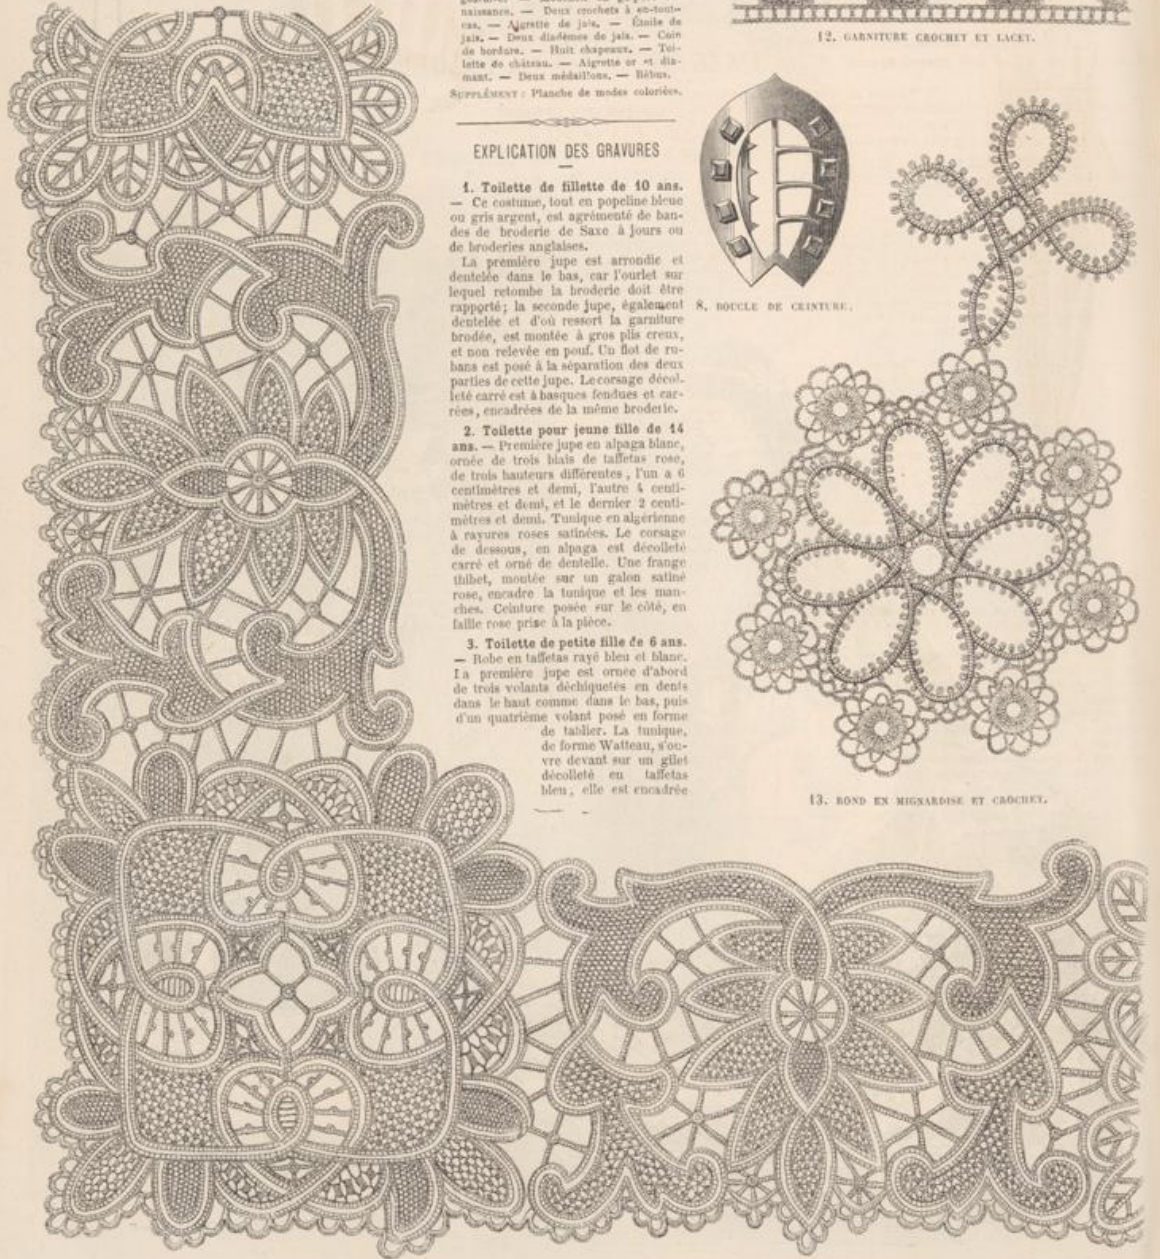 naissance. — Deux crochets à en-tout-
cas. — Aigrette de jais. — Étoile de
jais. — Deux diadèmes de jais. — Coin
de bordure. — Huit chapeaux. — Toi-
lette de château. — Aigrette or et dia-
mant. — Deux médaillons. — Rébus.
SUPPLÉMENT : Planche de modes coloriées.
EXPLICATION DES GRAVURES
1. Toilette de fillette de 10 ans.
— Ce costume, tout en popeline bleue
ou gris argent, est agrémenté de ban-
des de broderie de Saxe à jours ou
de broderies anglaises.
La première jupe est arrondie et
dentelée dans le bas, car l'ourlet sur
lequel retombe la broderie doit être
rapporté; la seconde jupe, également
dentelée et d'où ressort la garniture
brodée, est montée à gros plis creux,
et non relevée en pouf. Un flot de ru-
bans est posé à la séparation des deux
parties de cette jupe. Le corsage décol-
leté carré est à basques fendues et car-
rées, encadrées de la même broderie.
2. Toilette pour jeune fille de 14
ans. — Première jupe en alpaga blanc,
ornée de trois biais de taffetas rose,
de trois hauteurs différentes, l'un a 6
centimètres et demi, l'autre 4 centi-
mètres et demi, et le dernier 2 centi-
mètres et demi. Tunique en algérienne
à rayures roses satinées. Le corsage
de dessous, en alpaga est décolleté
carré et orné de dentelle. Une frange
thibet, montée sur un galon satiné
rose, encadre la tunique et les man-
ches. Ceinture posée sur le côté, en
faille rose prise à la pièce.
3. Toilette de petite fille de 6 ans.
— Robe en taffetas rayé bleu et blanc.
La première jupe est ornée d'abord
de trois volants déchiquetés en dents
dans le haut comme dans le bas, puis
d'un quatrième volant posé en forme
de tablier. La tunique,
de forme Watteau, s'ou-
vre devant sur un gilet
décolleté en taffetas
bleu; elle est encadrée
12. GARNITURE CROCHET ET LACET.
8. BOUCLE DE CEINTURE.
13. ROND EN MIGNARDISE ET CROCHET.